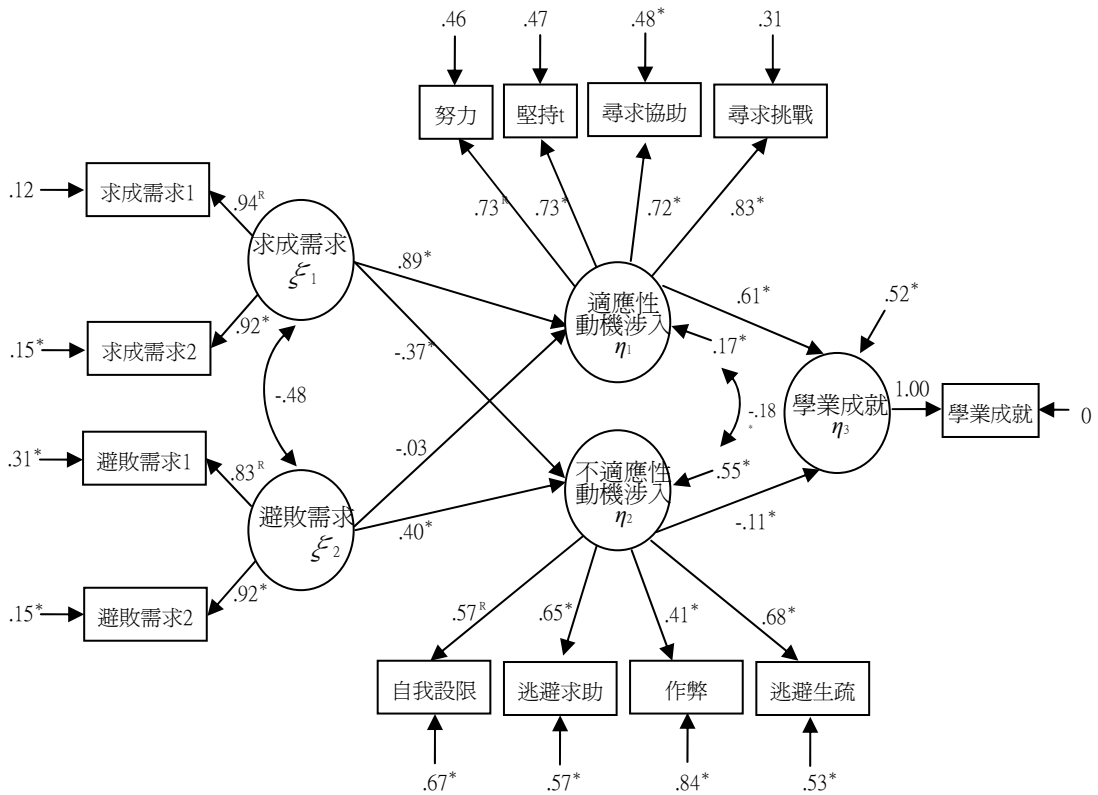 .46 .47 .48* .31
努力 堅持t 尋求協助 尋求挑戰
.12 求成需求1 .94ᴿ .73ᴿ .73* .72* .83*
求成需求
ξ1
.89* 適應性
動機涉入
η1
.61* .52*
.15* 求成需求2 .92* -.37* .17*
-.48 -.18
*
學業成就
η3
1.00 學業成就 0
.31* 避敗需求1 .83ᴿ -.03 不適應性
動機涉入
η2
.55*
避敗需求
ξ2
.40* -.11*
.15* 避敗需求2 .92* .57ᴿ .65* .41* .68*
自我設限 逃避求助 作弊 逃避生疏
.67* .57* .84* .53*